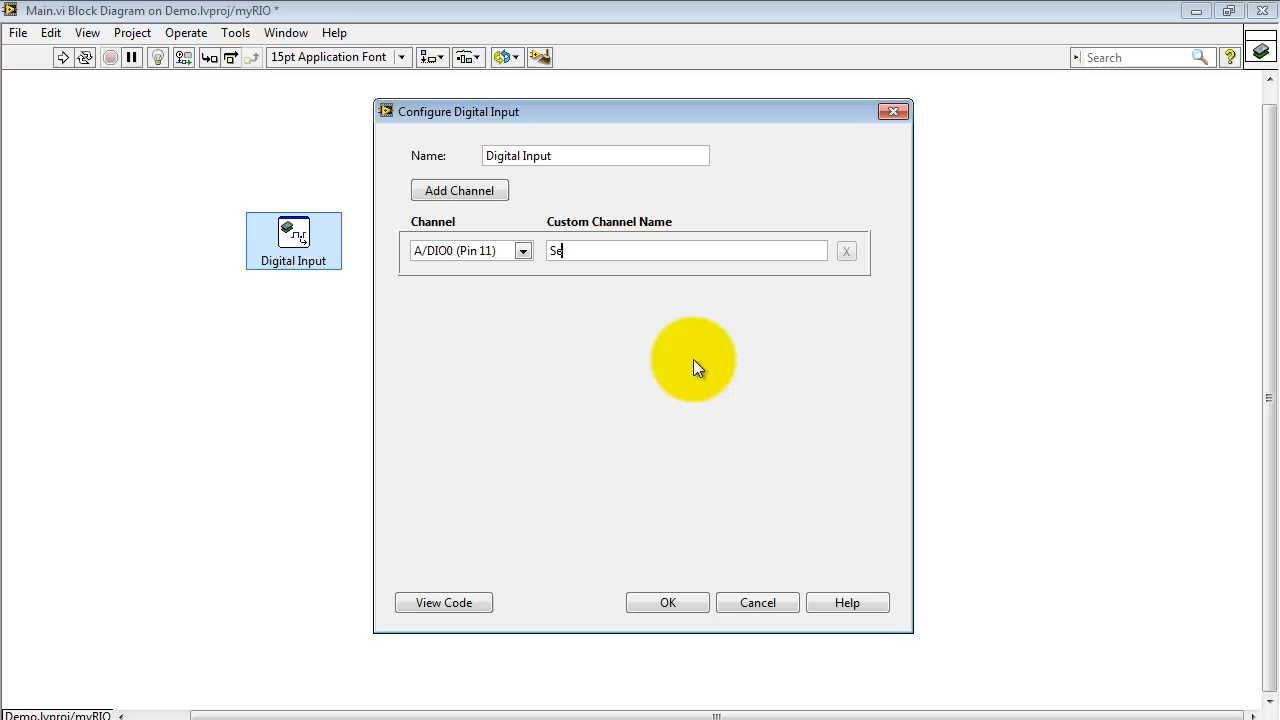 Main.vi Block Diagram on Demo.lvproj/myRIO *
File Edit View Project Operate Tools Window Help
15pt Application Font
Search
?
Configure Digital Input
Name: Digital Input
Add Channel
Channel Custom Channel Name
A/DIO0 (Pin 11) Se X
Digital Input
View Code OK Cancel Help
Demo.lvproj/myRIO